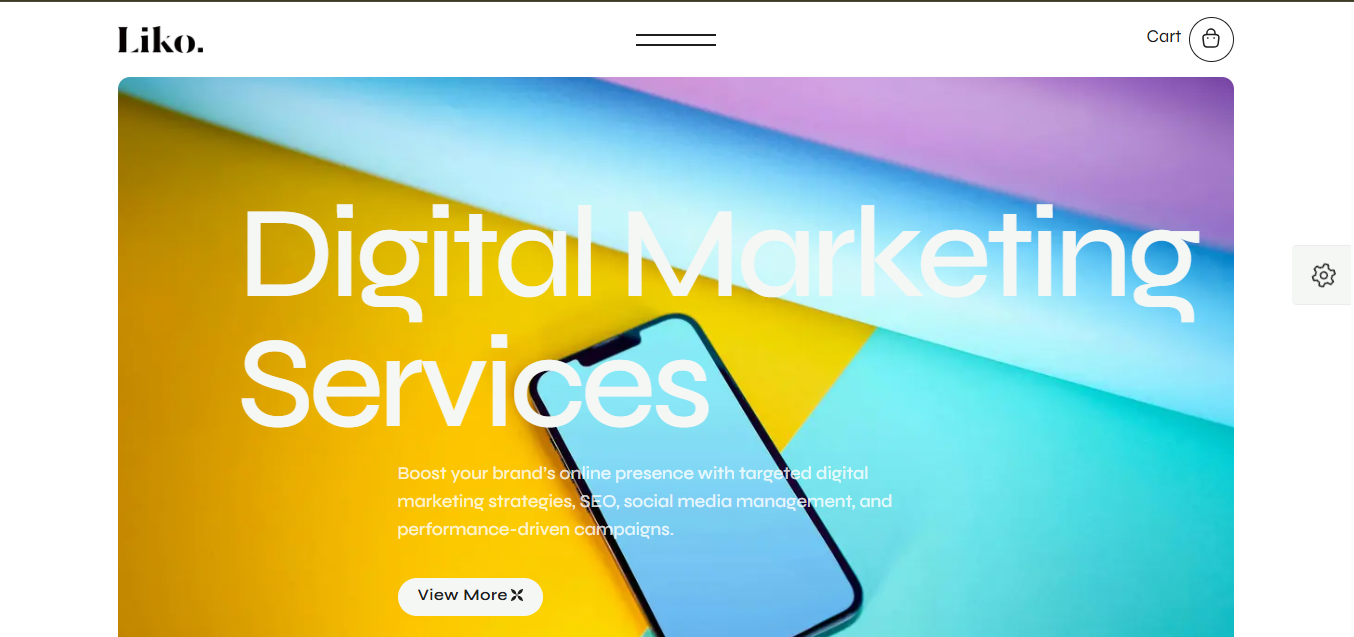 Liko.
Cart
Digital Marketing
Services
Boost your brand's online presence with targeted digital
marketing strategies, SEO, social media management, and
performance-driven campaigns.
View More